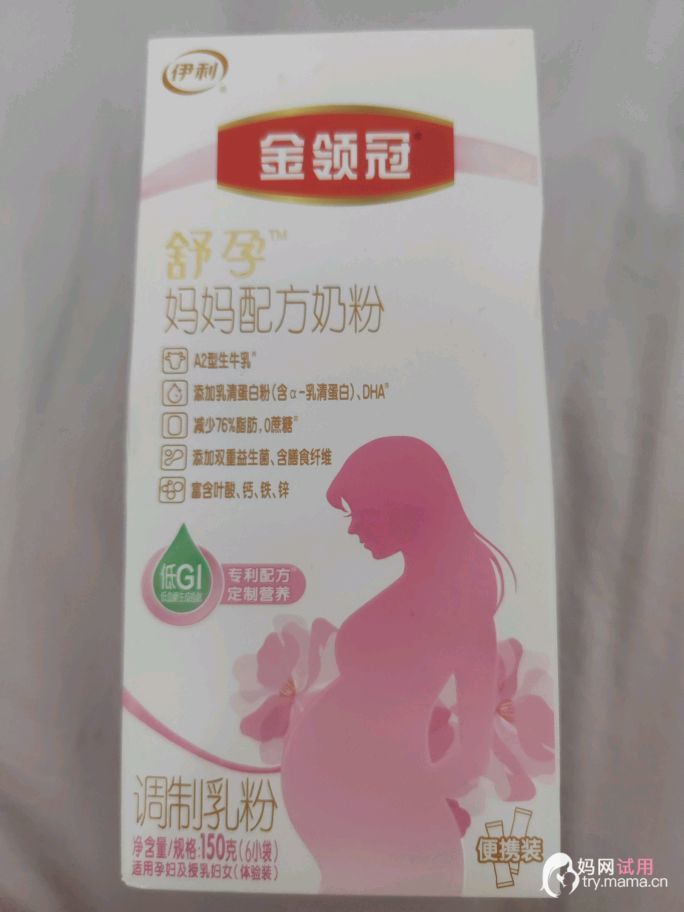 伊利®
金领冠®
舒孕™
妈妈配方奶粉
A2型生牛乳®
添加乳清蛋白粉(含α-乳清蛋白)、DHA®
减少76%脂肪,0蔗糖®
添加双重益生菌、含膳食纤维
富含叶酸、钙、铁、锌
低GI
专利配方
定制营养
调制乳粉
净含量/规格:150克(6小袋)
适用孕妇及授乳妇女(体验装)
便携装
妈网试用
try.mama.cn